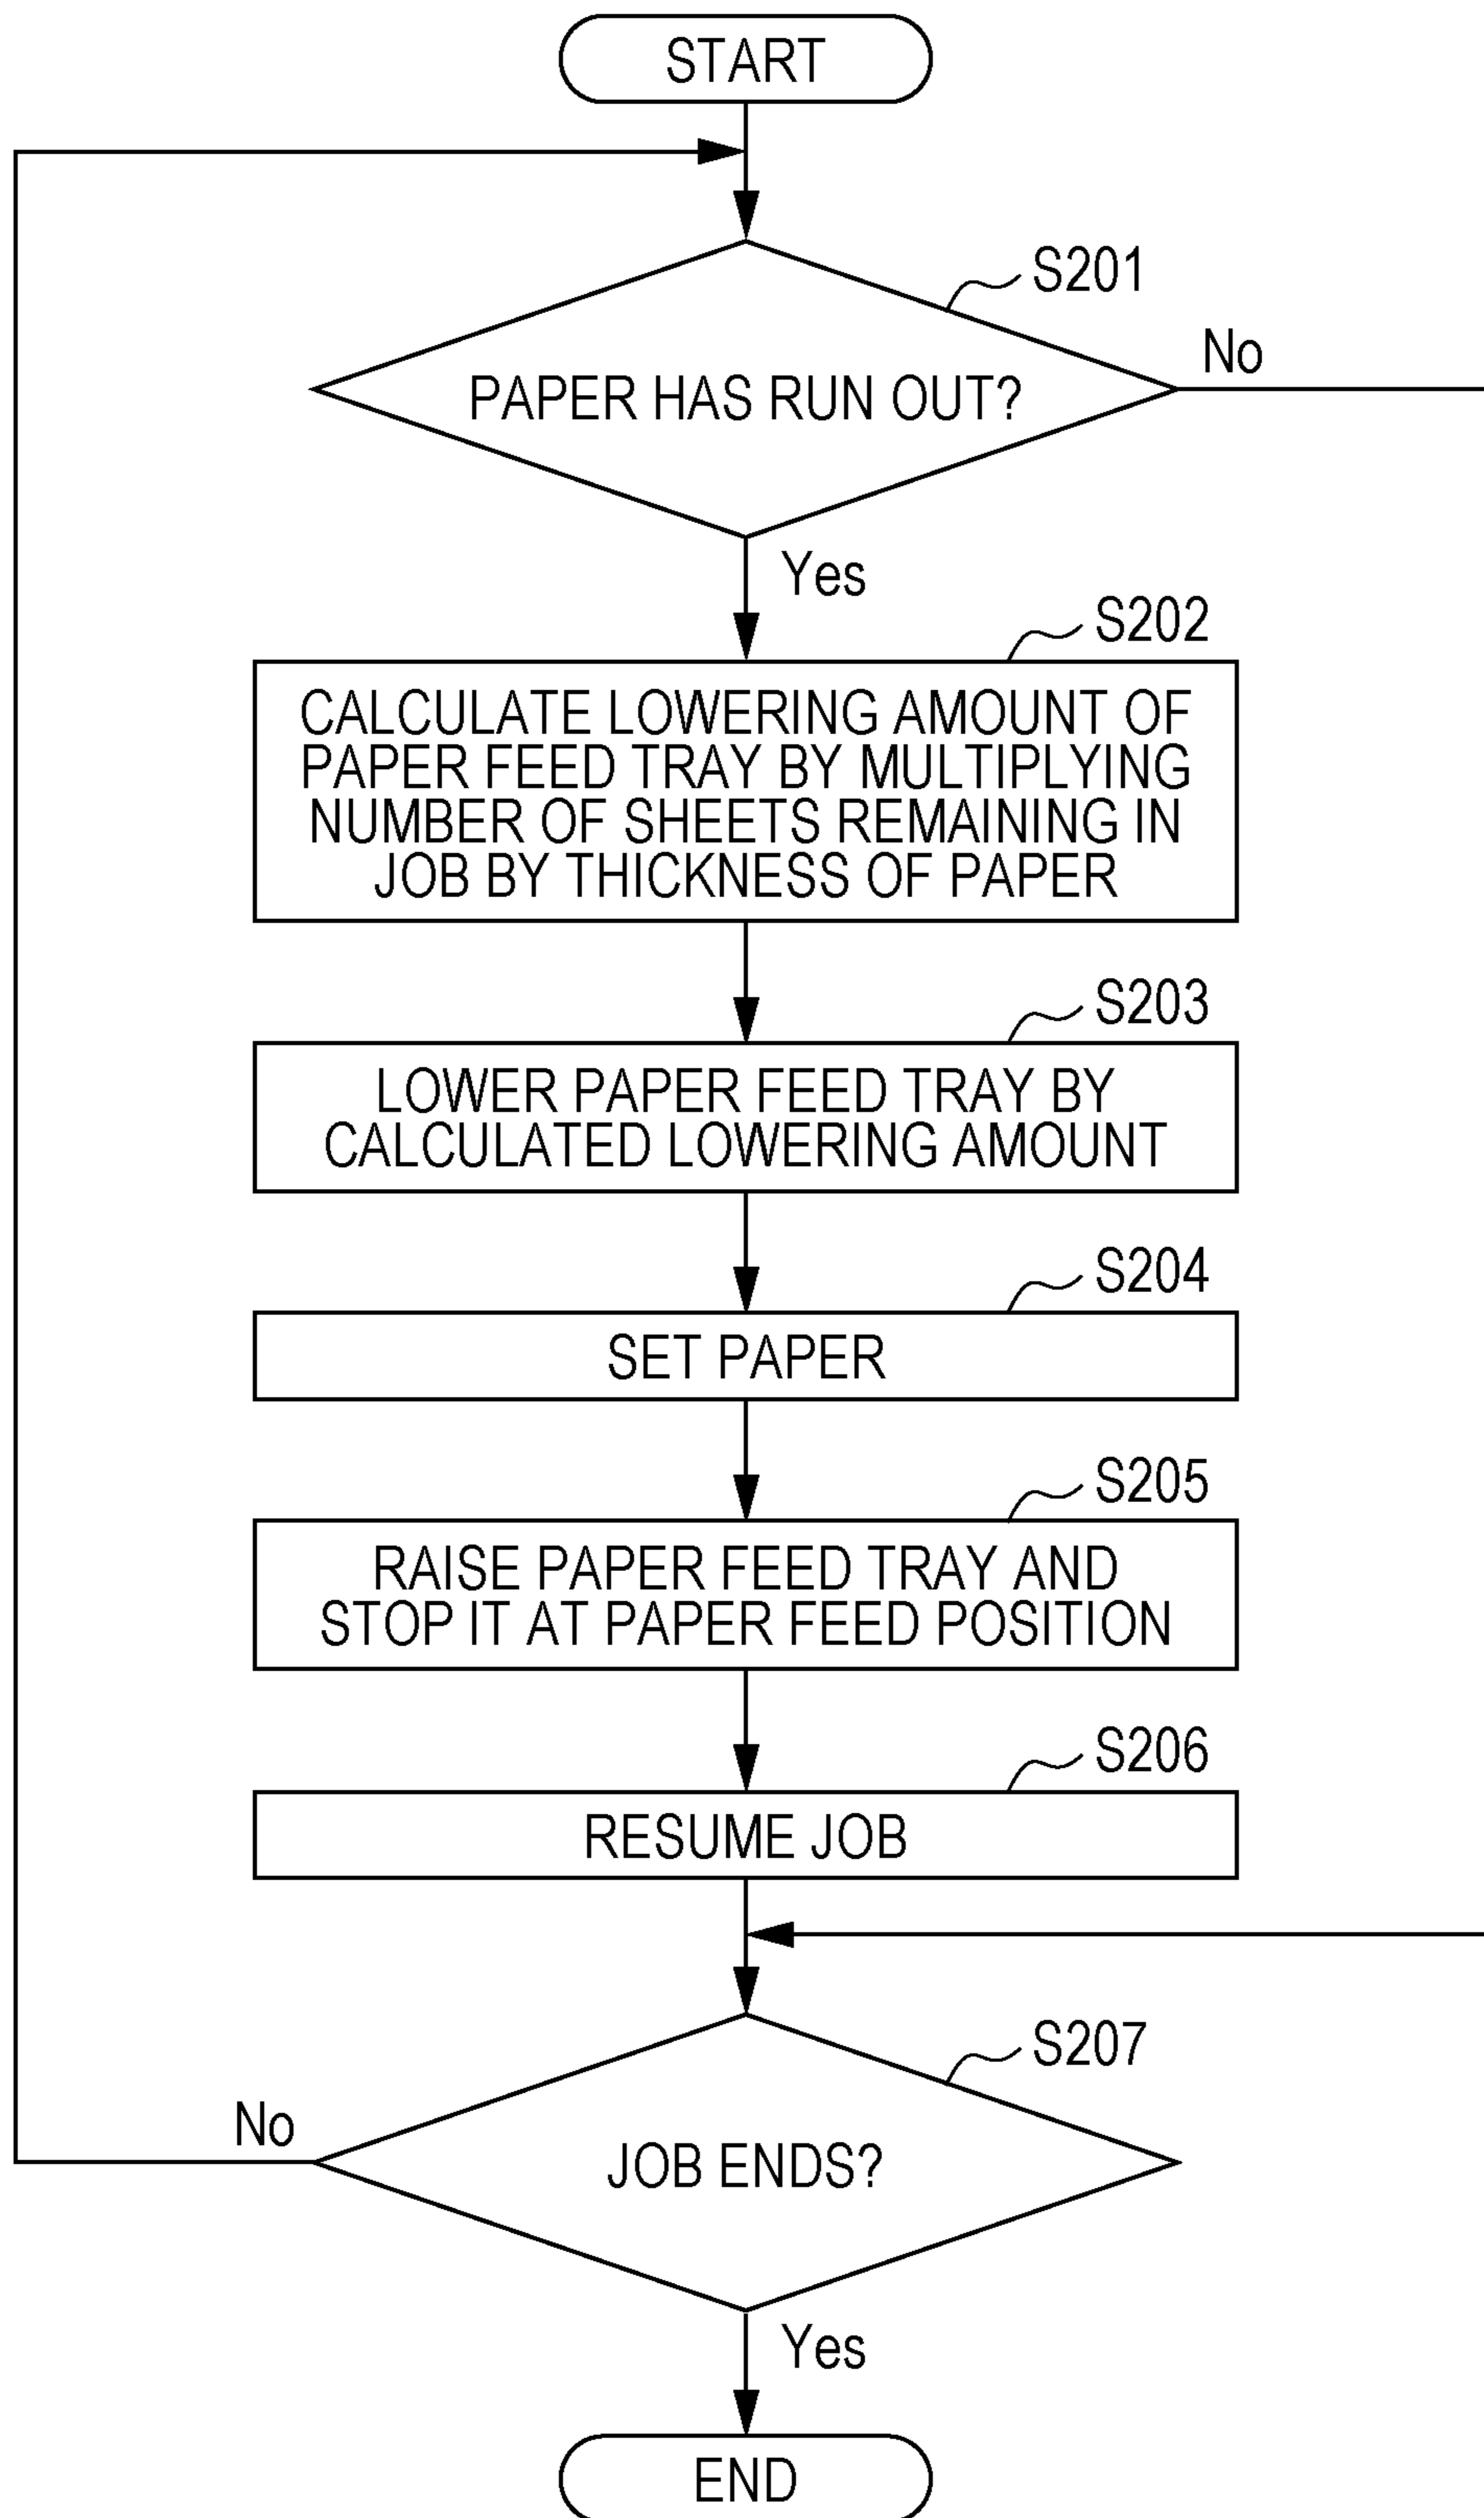 START
S201
No
PAPER HAS RUN OUT?
Yes
S202
CALCULATE LOWERING AMOUNT OF
PAPER FEED TRAY BY MULTIPLYING
NUMBER OF SHEETS REMAINING IN
JOB BY THICKNESS OF PAPER
S203
LOWER PAPER FEED TRAY BY
CALCULATED LOWERING AMOUNT
S204
SET PAPER
S205
RAISE PAPER FEED TRAY AND
STOP IT AT PAPER FEED POSITION
S206
RESUME JOB
S207
No
JOB ENDS?
Yes
END